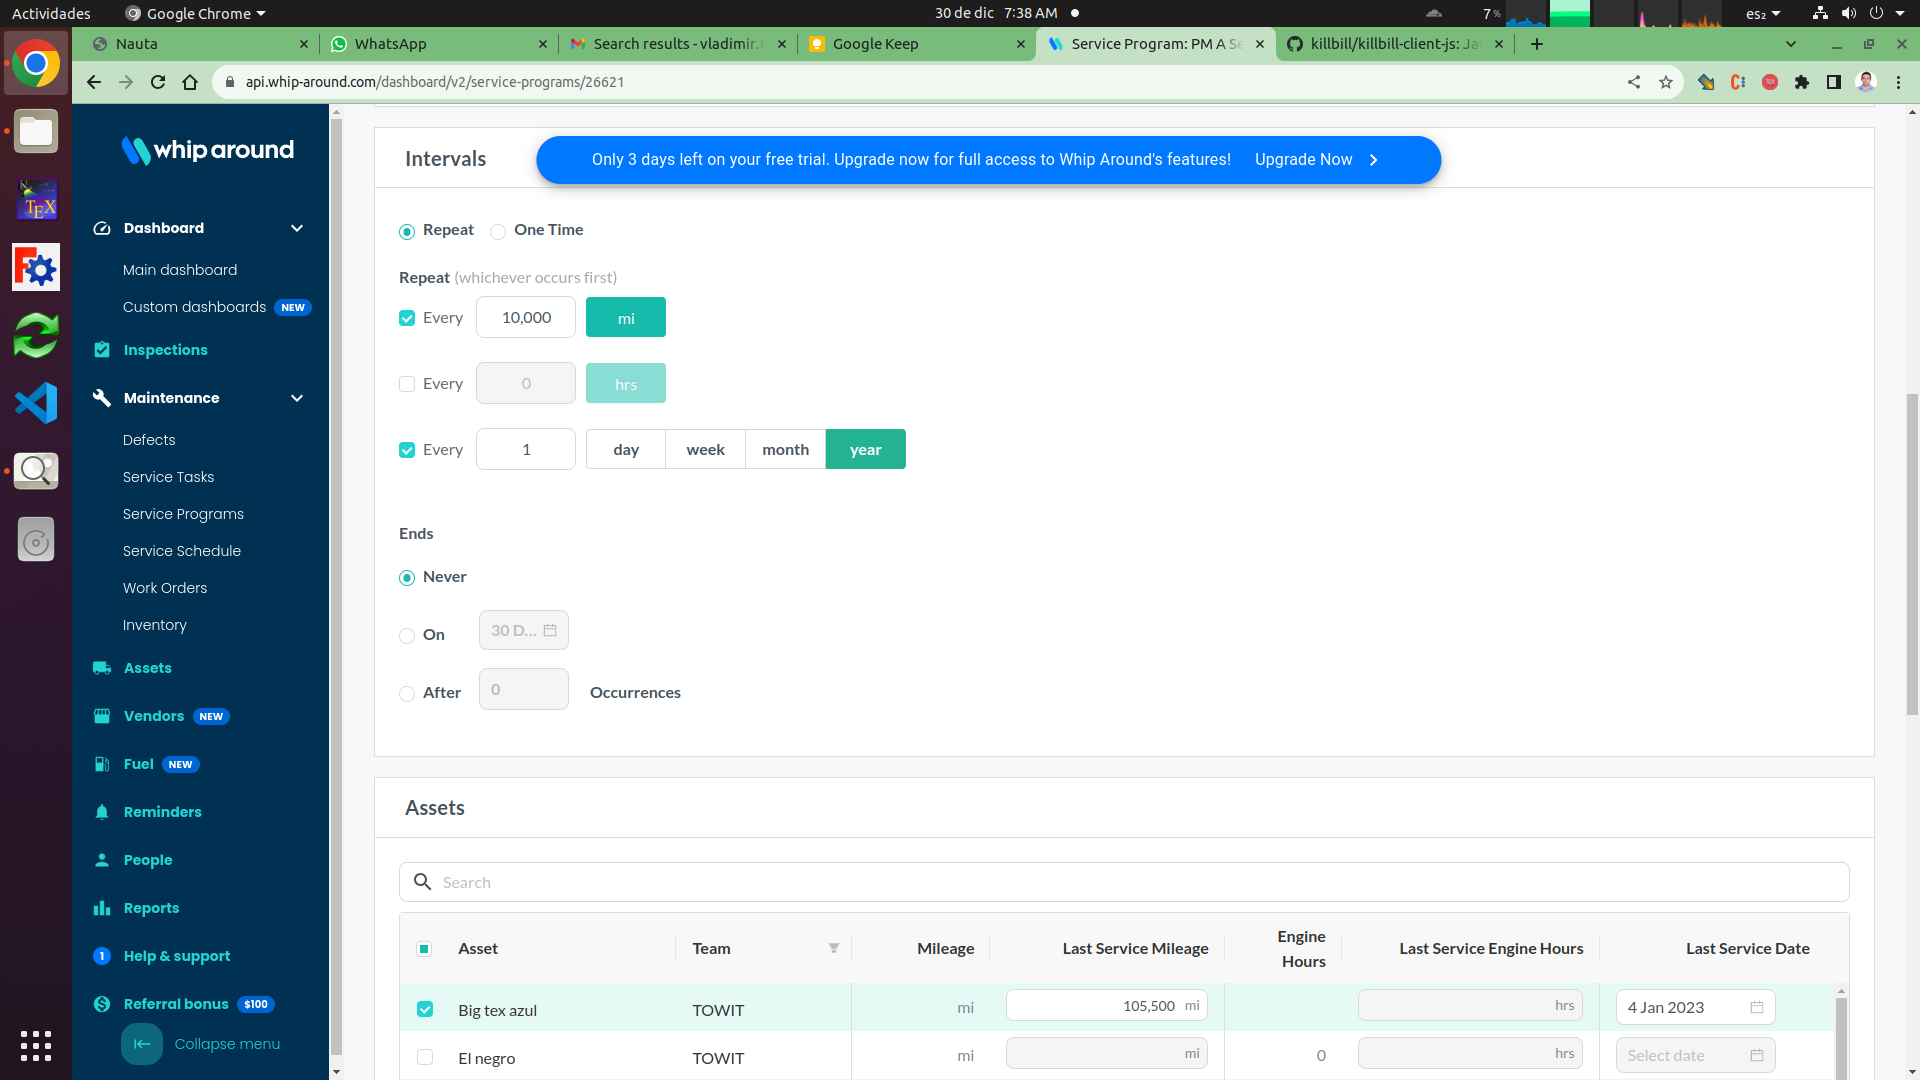 Actividades
Google Chrome
30 de dic 7:38 AM
7%
es₂
Nauta
WhatsApp
Search results - vladimir.r
Google Keep
Service Program: PM A Se
killbill/killbill-client-js: Ja
api.whip-around.com/dashboard/v2/service-programs/26621
whip around
Dashboard
Main dashboard
Custom dashboards NEW
Inspections
Maintenance
Defects
Service Tasks
Service Programs
Service Schedule
Work Orders
Inventory
Assets
Vendors NEW
Fuel NEW
Reminders
People
Reports
1 Help & support
Referral bonus $100
Collapse menu
Intervals
Only 3 days left on your free trial. Upgrade now for full access to Whip Around's features! Upgrade Now
Repeat One Time
Repeat (whichever occurs first)
Every 10,000 mi
Every 0 hrs
Every 1 day week month year
Ends
Never
On 30 D...
After 0 Occurrences
Assets
Search
Asset Team Mileage Last Service Mileage Engine Hours Last Service Engine Hours Last Service Date
Big tex azul TOWIT mi 105,500 mi hrs 4 Jan 2023
El negro TOWIT mi mi 0 hrs Select date